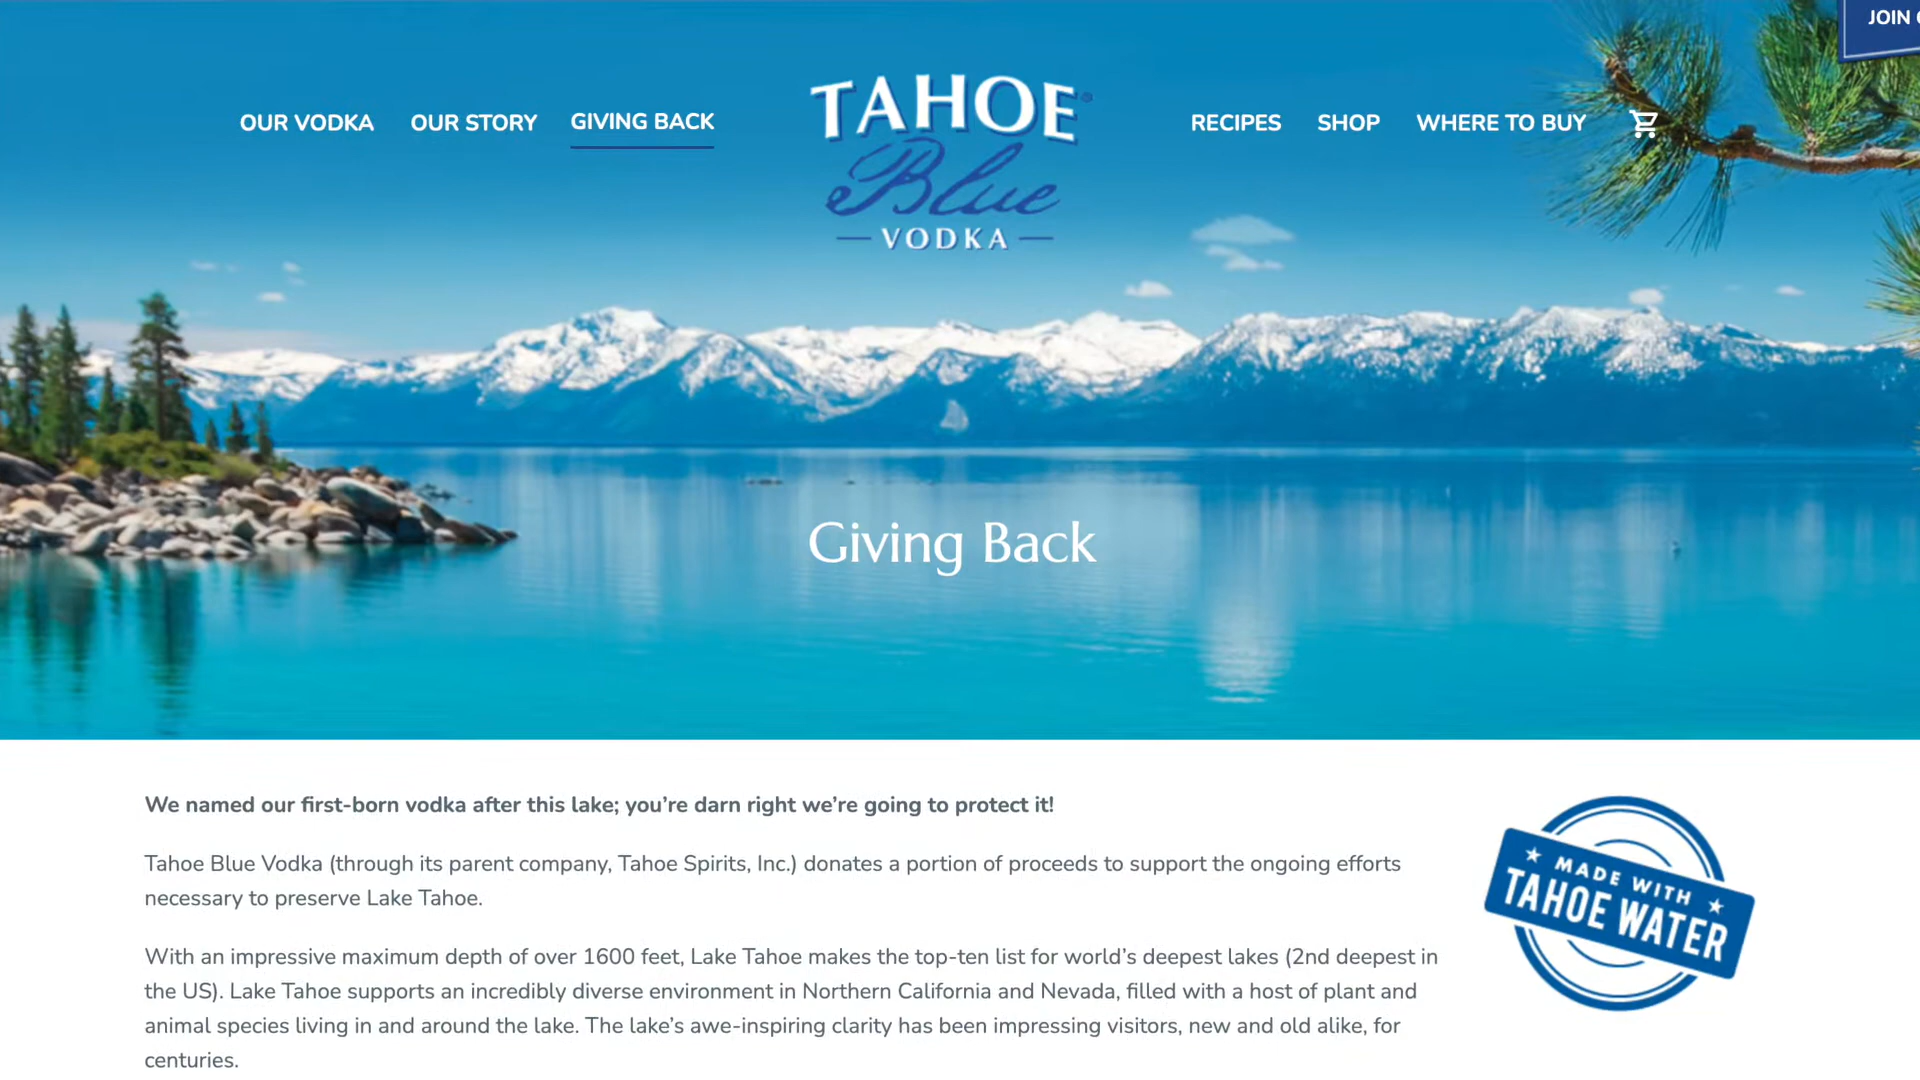 JOIN
OUR VODKA
OUR STORY
GIVING BACK
TAHOE®
Blue
VODKA
RECIPES
SHOP
WHERE TO BUY
Giving Back
We named our first-born vodka after this lake; you’re darn right we’re going to protect it!
Tahoe Blue Vodka (through its parent company, Tahoe Spirits, Inc.) donates a portion of proceeds to support the ongoing efforts
necessary to preserve Lake Tahoe.
With an impressive maximum depth of over 1600 feet, Lake Tahoe makes the top-ten list for world’s deepest lakes (2nd deepest in
the US). Lake Tahoe supports an incredibly diverse environment in Northern California and Nevada, filled with a host of plant and
animal species living in and around the lake. The lake’s awe-inspiring clarity has been impressing visitors, new and old alike, for
centuries.
MADE WITH
TAHOE WATER